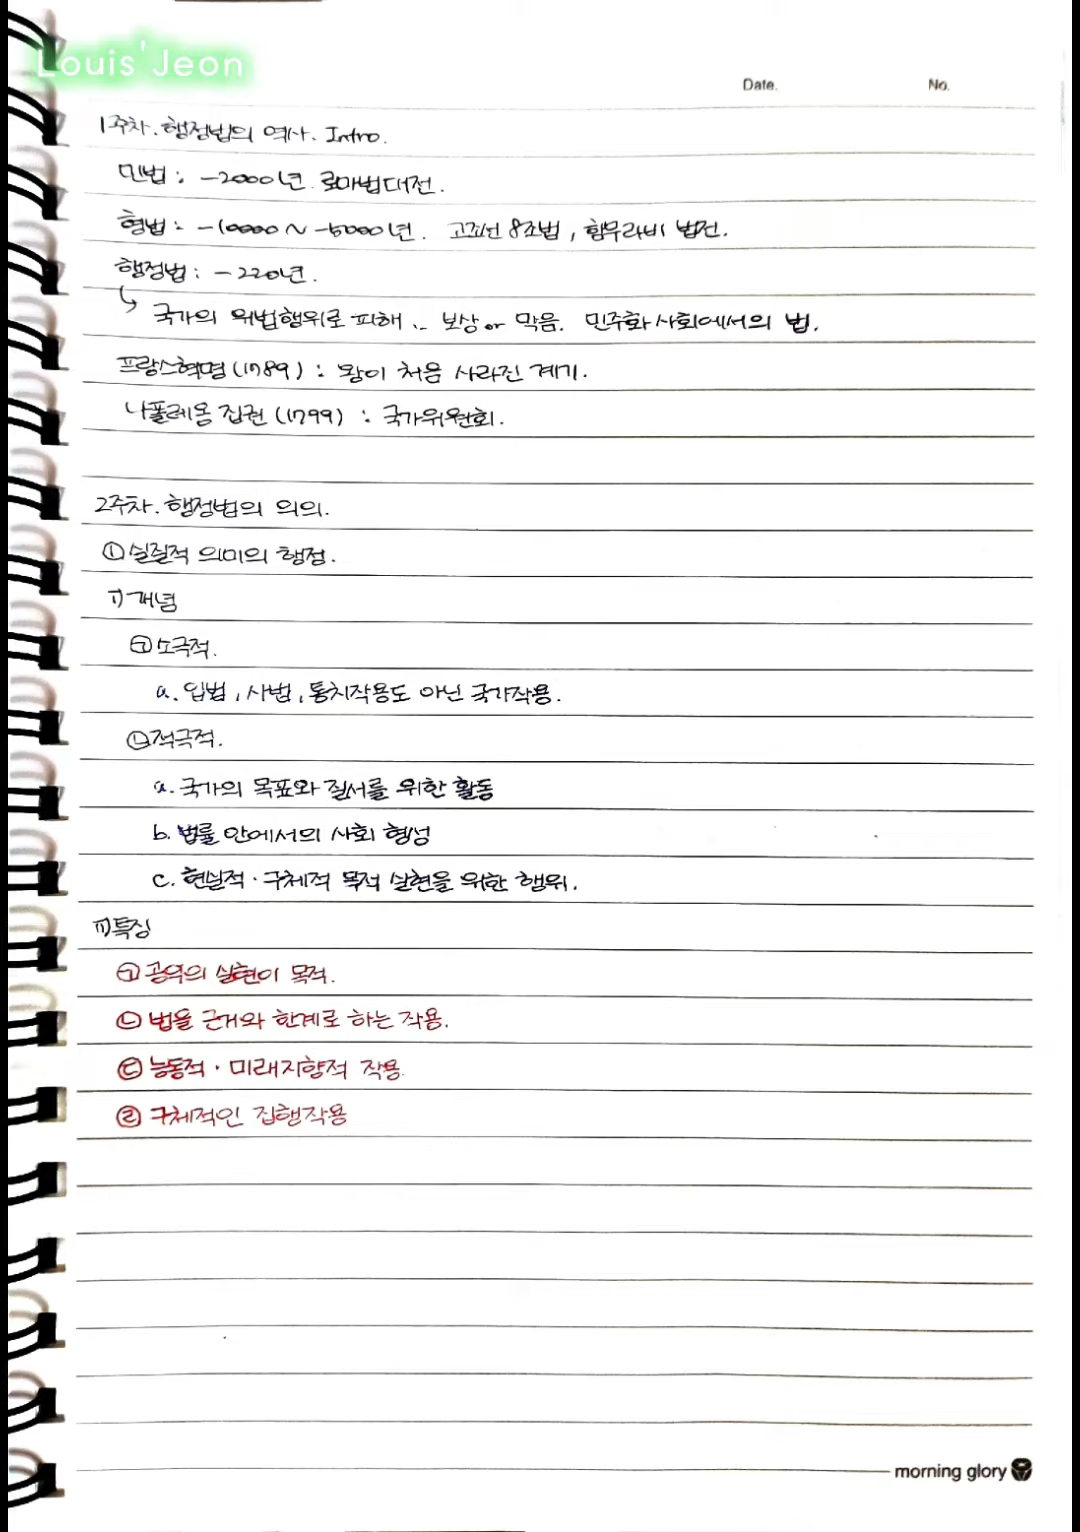 Louis'Jeon
Date. No.
1주차. 행정법의 역사. Intro.
민법 : -2000년 로마법대전.
형법 : -10000 ~ -5000년. 고조선 8조법, 함무라비 법전.
행정법 : -220년.
↳ 국가의 위법행위로 피해 .. 보상 or 막음. 민주화 사회에서의 법.
프랑스혁명 (1789) : 왕이 처음 사라진 계기.
나폴레옹 집권 (1799) : 국가위원회.
2주차. 행정법의 의의.
① 실질적 의미의 행정.
ⅰ) 개념
㉠ 소극적.
a. 입법, 사법, 통치작용도 아닌 국가작용.
㉡ 적극적.
a. 국가의 목표와 질서를 위한 활동
b. 법률 안에서의 사회 형성
c. 현실적·구체적 목적 실현을 위한 행위.
ⅱ) 특징
㉠ 공익의 실현이 목적.
㉡ 법을 근거와 한계로 하는 작용.
㉢ 능동적·미래지향적 작용.
㉣ 구체적인 집행작용
morning glory